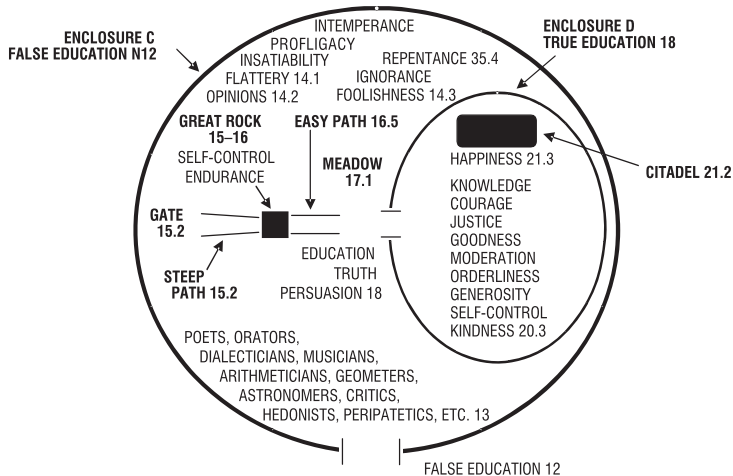 INTEMPERANCE
ENCLOSURE C
FALSE EDUCATION N12
ENCLOSURE D
TRUE EDUCATION 18
PROFLIGACY
INSATIABILITY
FLATTERY 14.1
OPINIONS 14.2
REPENTANCE 35.4
IGNORANCE
FOOLISHNESS 14.3
GREAT ROCK
15–16
SELF-CONTROL
ENDURANCE
EASY PATH 16.5
MEADOW
17.1
HAPPINESS 21.3
CITADEL 21.2
KNOWLEDGE
COURAGE
JUSTICE
GOODNESS
MODERATION
ORDERLINESS
GENEROSITY
SELF-CONTROL
KINDNESS 20.3
GATE
15.2
STEEP
PATH 15.2
EDUCATION
TRUTH
PERSUASION 18
POETS, ORATORS,
DIALECTICIANS, MUSICIANS,
ARITHMETICIANS, GEOMETERS,
ASTRONOMERS, CRITICS,
HEDONISTS, PERIPATETICS, ETC. 13
FALSE EDUCATION 12